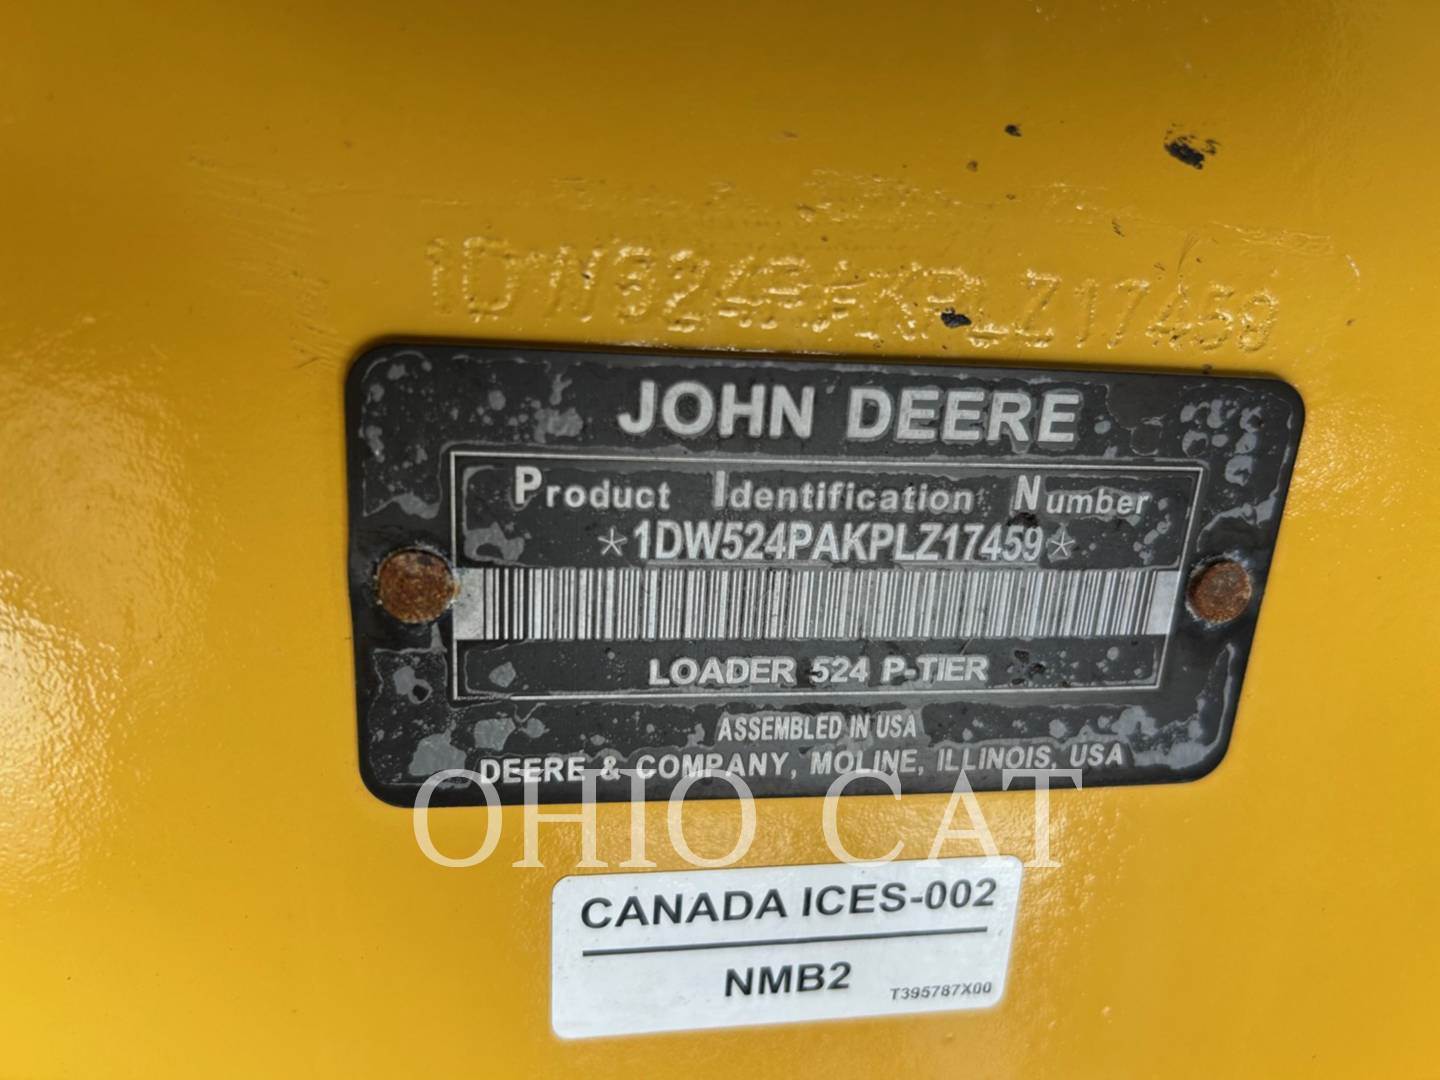 1DW524PAKPLZ17459
JOHN DEERE
Product Identification Number
*1DW524PAKPLZ17459*
LOADER 524 P-TIER
ASSEMBLED IN USA
DEERE & COMPANY, MOLINE, ILLINOIS, USA
OHIO CAT
CANADA ICES-002
NMB2
T395787X00